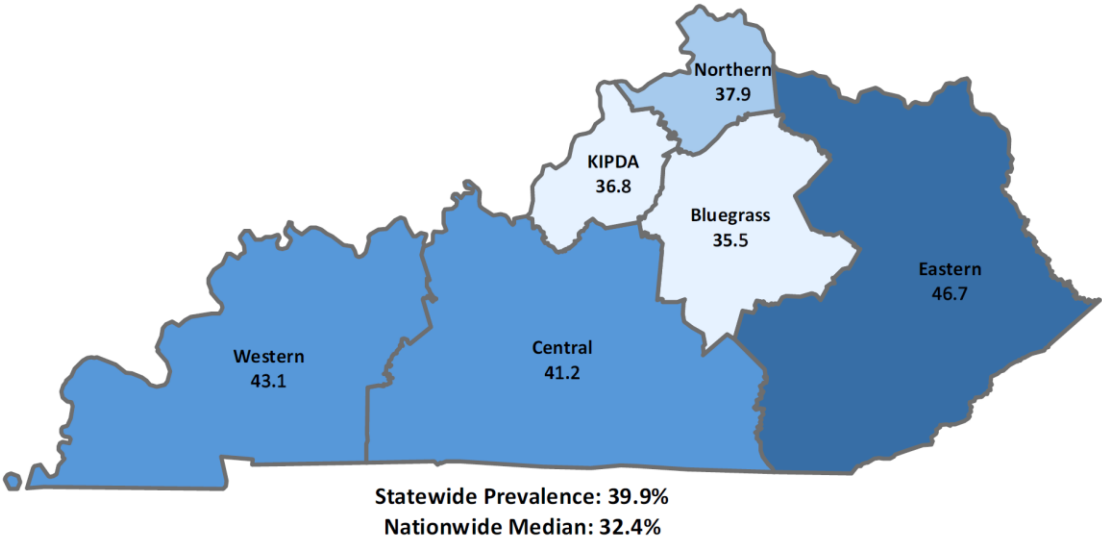 Northern
37.9
KIPDA
36.8
Bluegrass
35.5
Eastern
46.7
Western
43.1
Central
41.2
Statewide Prevalence: 39.9%
Nationwide Median: 32.4%